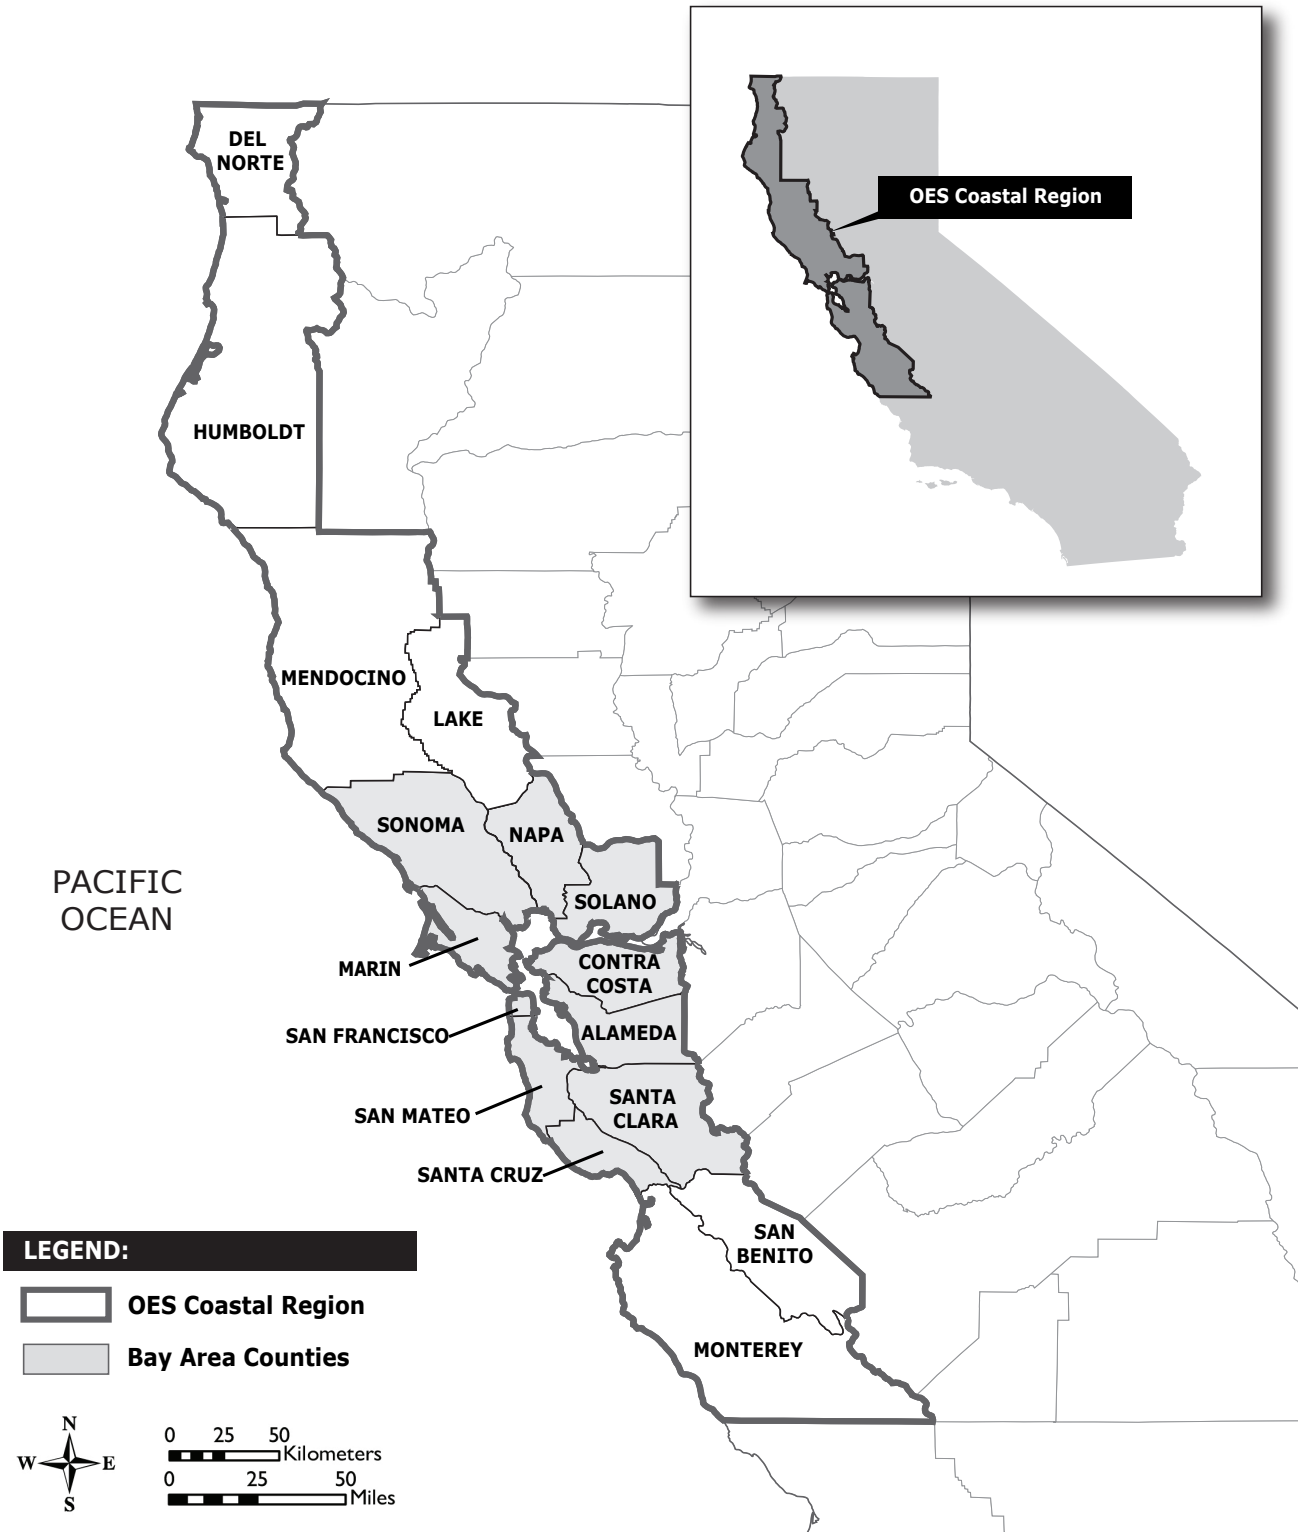 OES Coastal Region
DEL
NORTE
HUMBOLDT
MENDOCINO
LAKE
SONOMA
NAPA
PACIFIC
OCEAN
SOLANO
MARIN
CONTRA
COSTA
SAN FRANCISCO
ALAMEDA
SAN MATEO
SANTA
CLARA
SANTA CRUZ
SAN
BENITO
MONTEREY
LEGEND:
OES Coastal Region
Bay Area Counties
N
W
E
S
0 25 50
Kilometers
0 25 50
Miles